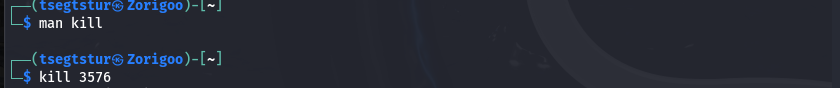 ┌──(tsegtstur㉿Zorigoo)-[~]
└─$ man kill
┌──(tsegtstur㉿Zorigoo)-[~]
└─$ kill 3576